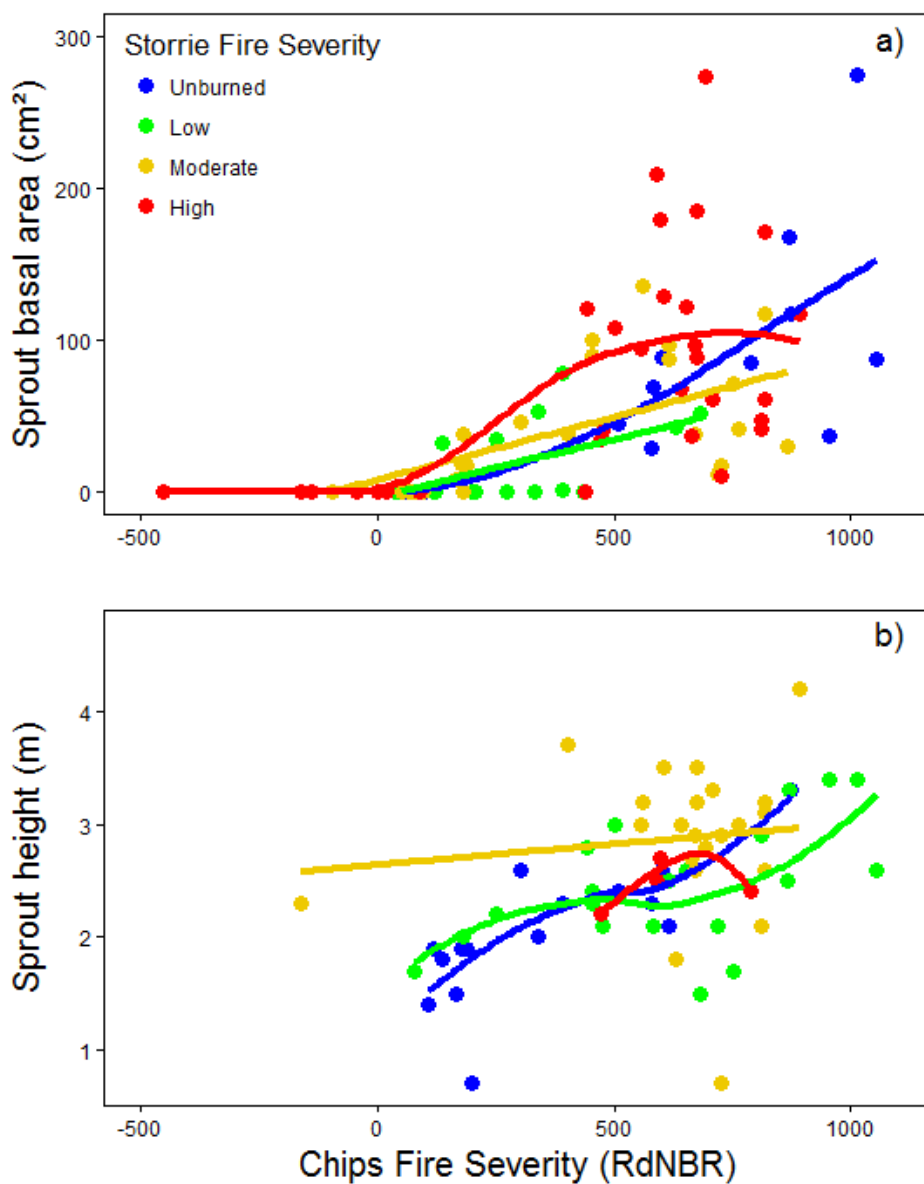 a)
Storrie Fire Severity
Unburned
Low
Moderate
High
Sprout basal area (cm²)
300
200
100
0
-500 0 500 1000
b)
Sprout height (m)
4
3
2
1
-500 0 500 1000
Chips Fire Severity (RdNBR)